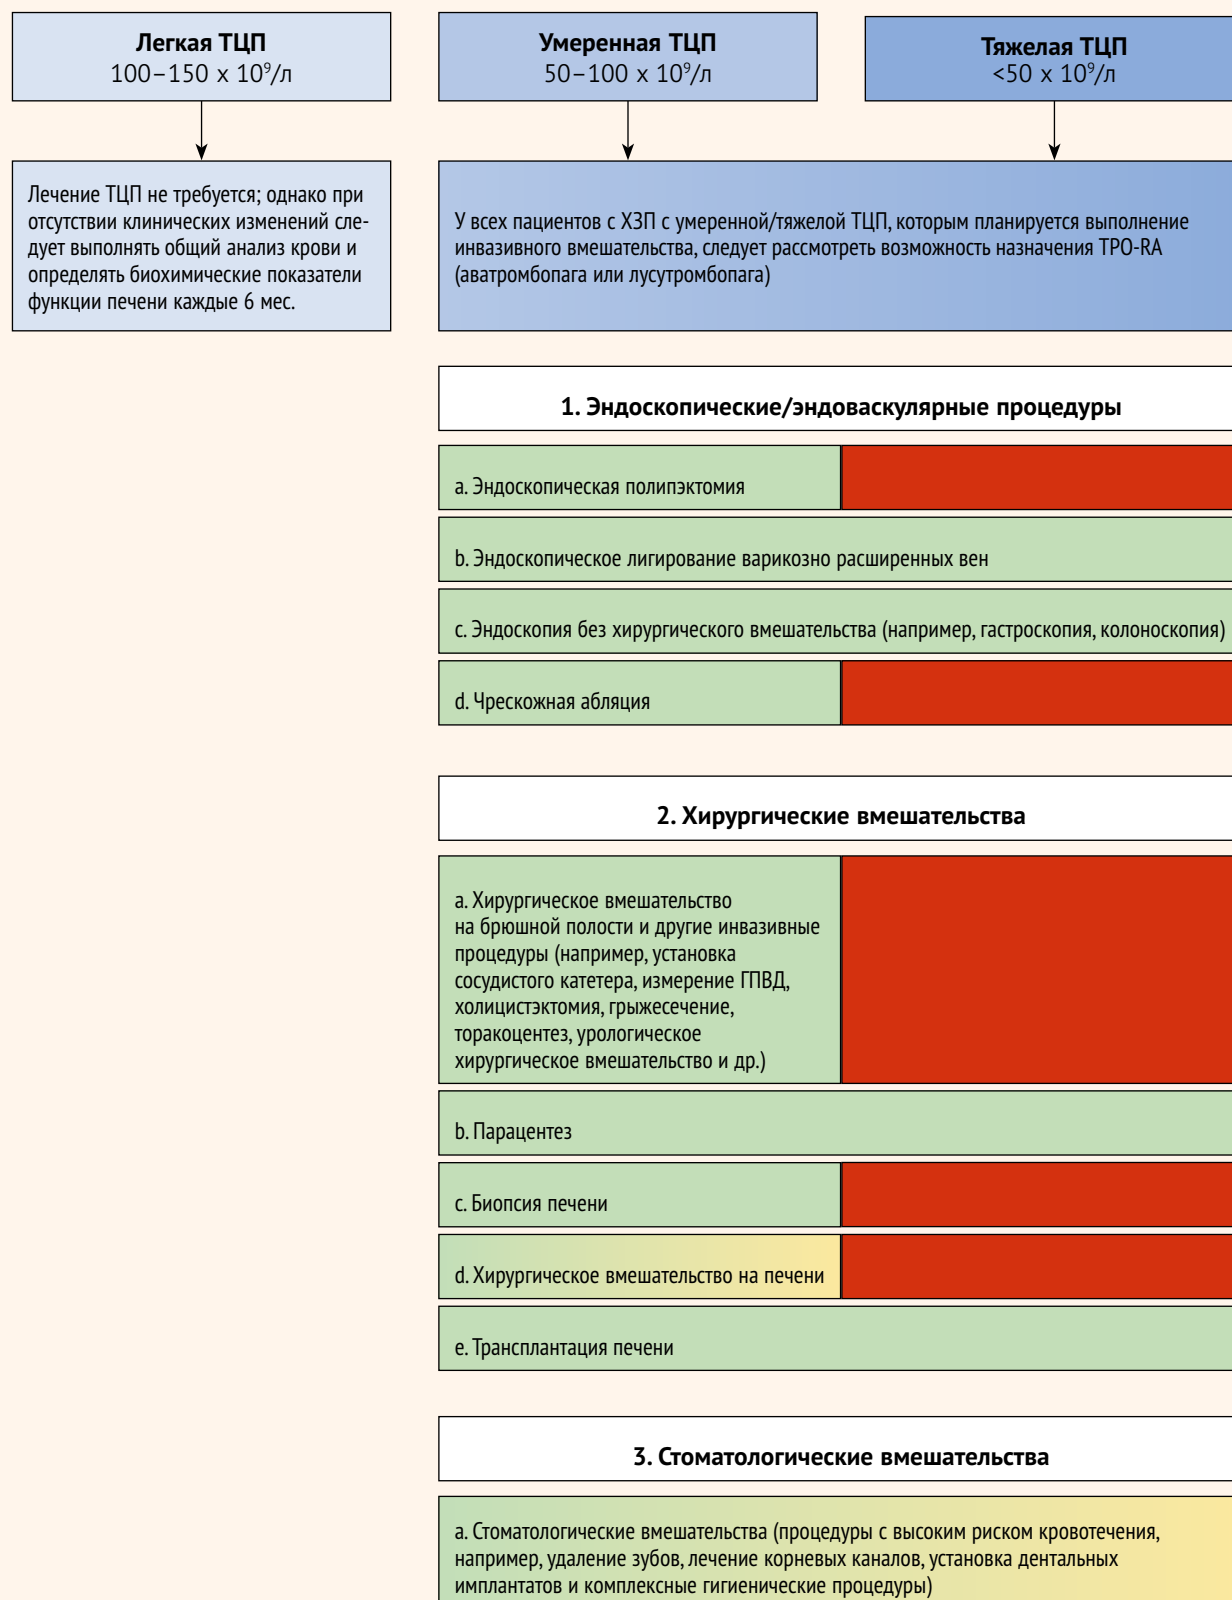 Легкая ТЦП
100–150 x 10⁹/л
Умеренная ТЦП
50–100 x 10⁹/л
Тяжелая ТЦП
<50 x 10⁹/л
Лечение ТЦП не требуется; однако при
отсутствии клинических изменений сле-
дует выполнять общий анализ крови и
определять биохимические показатели
функции печени каждые 6 мес.
У всех пациентов с ХЗП с умеренной/тяжелой ТЦП, которым планируется выполнение
инвазивного вмешательства, следует рассмотреть возможность назначения TPO-RA
(аватромбопага или лусутромбопага)
1. Эндоскопические/эндоваскулярные процедуры
a. Эндоскопическая полипэктомия
b. Эндоскопическое лигирование варикозно расширенных вен
c. Эндоскопия без хирургического вмешательства (например, гастроскопия, колоноскопия)
d. Чрескожная абляция
2. Хирургические вмешательства
a. Хирургическое вмешательство
на брюшной полости и другие инвазивные
процедуры (например, установка
сосудистого катетера, измерение ГПВД,
холицистэктомия, грыжесечение,
торакоцентез, урологическое
хирургическое вмешательство и др.)
b. Парацентез
c. Биопсия печени
d. Хирургическое вмешательство на печени
e. Трансплантация печени
3. Стоматологические вмешательства
a. Стоматологические вмешательства (процедуры с высоким риском кровотечения,
например, удаление зубов, лечение корневых каналов, установка дентальных
имплантатов и комплексные гигиенические процедуры)